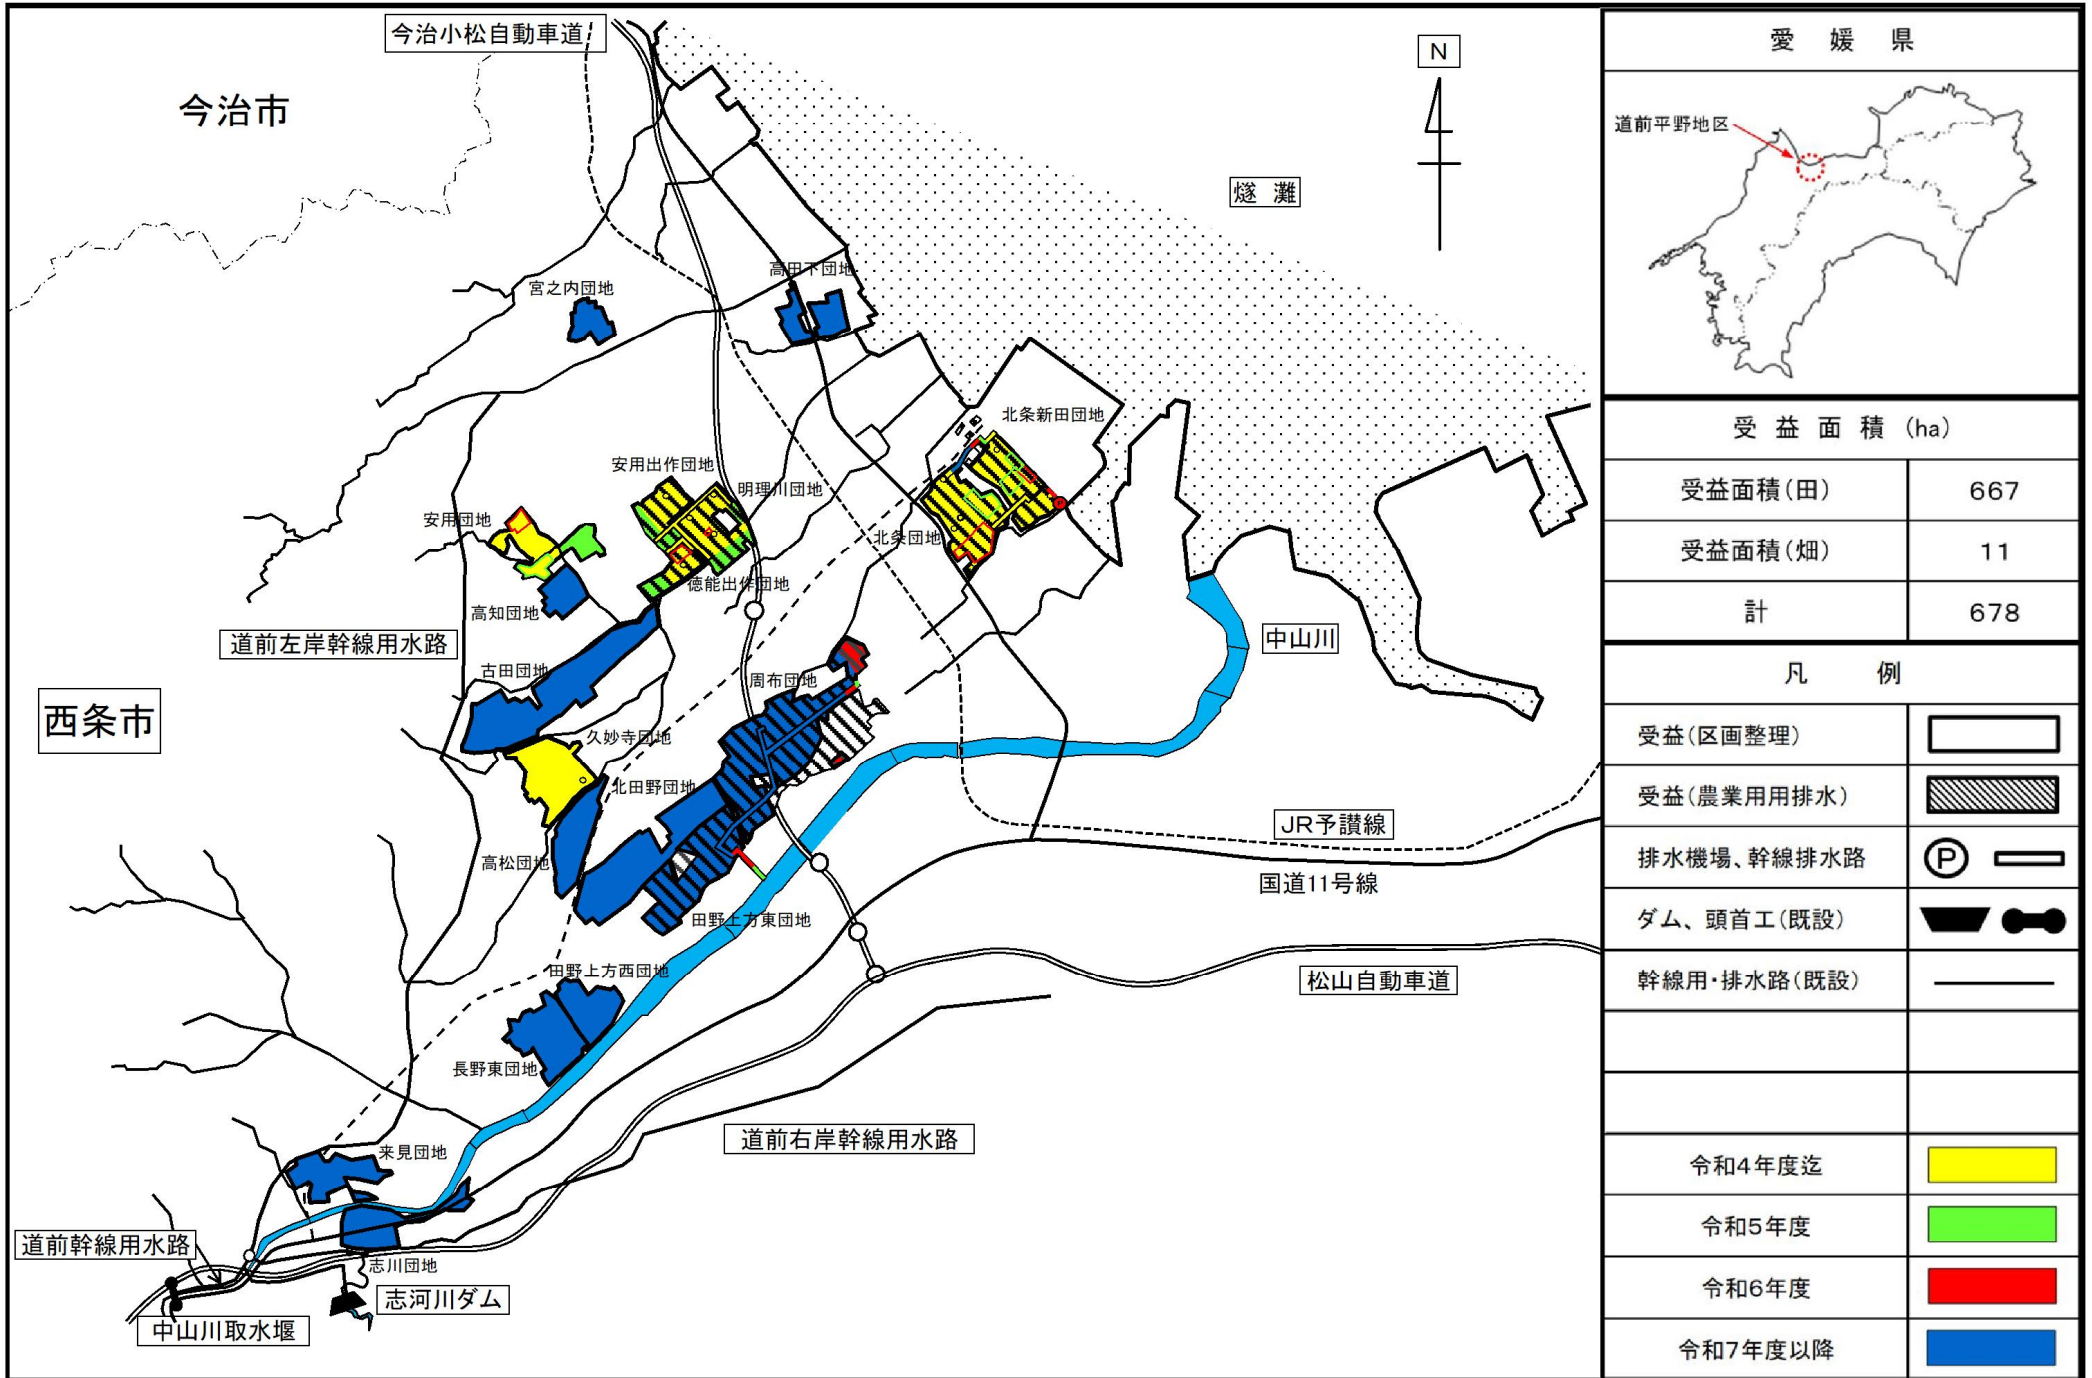 今治小松自動車道
今治市
N
燧灘
高田下団地
宮之内団地
北条新田団地
安用出作団地
明理川団地
安用団地
北条団地
徳能出作団地
高知団地
道前左岸幹線用水路
中山川
古田団地
周布団地
西条市
久妙寺団地
北田野団地
JR予讃線
高松団地
国道11号線
田野上方東団地
田野上方西団地
松山自動車道
長野東団地
道前右岸幹線用水路
来見団地
道前幹線用水路
志川団地
志河川ダム
中山川取水堰
P
愛媛県
道前平野地区
受益面積(ha)
受益面積(田) 667
受益面積(畑) 11
計 678
凡例
受益(区画整理)
受益(農業用用排水)
排水機場、幹線排水路 P
ダム、頭首工(既設)
幹線用・排水路(既設)
令和4年度迄
令和5年度
令和6年度
令和7年度以降